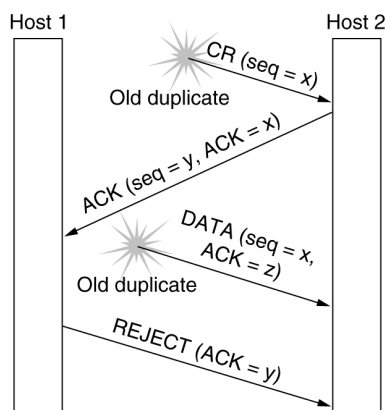 Host 1
Host 2
CR (seq = x)
Old duplicate
ACK (seq = y, ACK = x)
DATA (seq = x,
ACK = z)
Old duplicate
REJECT (ACK = y)